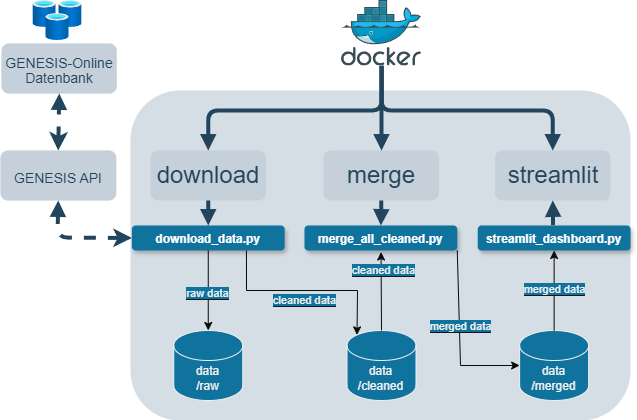 GENESIS-Online
Datenbank
docker
GENESIS API
download
merge
streamlit
download_data.py
merge_all_cleaned.py
streamlit_dashboard.py
cleaned data
raw data
cleaned data
merged data
merged data
data
/raw
data
/cleaned
data
/merged